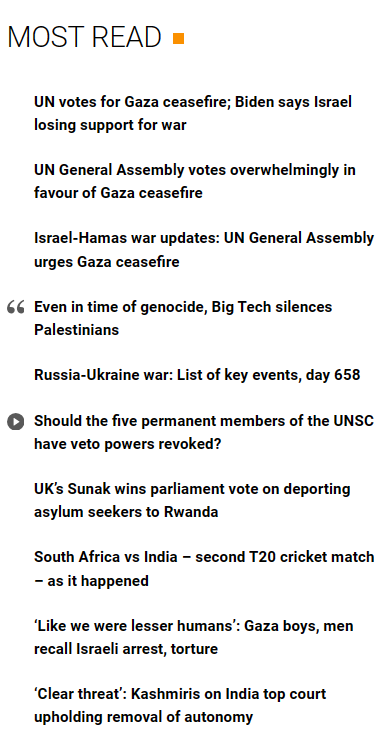 MOST READ
UN votes for Gaza ceasefire; Biden says Israel
losing support for war
UN General Assembly votes overwhelmingly in
favour of Gaza ceasefire
Israel-Hamas war updates: UN General Assembly
urges Gaza ceasefire
Even in time of genocide, Big Tech silences
Palestinians
Russia-Ukraine war: List of key events, day 658
Should the five permanent members of the UNSC
have veto powers revoked?
UK’s Sunak wins parliament vote on deporting
asylum seekers to Rwanda
South Africa vs India – second T20 cricket match
– as it happened
‘Like we were lesser humans’: Gaza boys, men
recall Israeli arrest, torture
‘Clear threat’: Kashmiris on India top court
upholding removal of autonomy